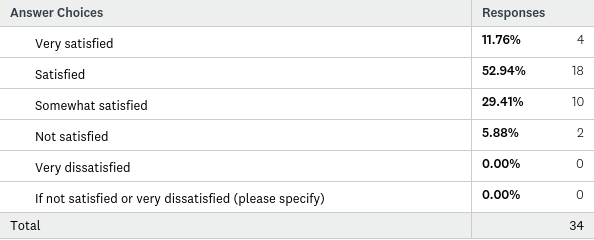 Answer Choices Responses
Very satisfied 11.76% 4
Satisfied 52.94% 18
Somewhat satisfied 29.41% 10
Not satisfied 5.88% 2
Very dissatisfied 0.00% 0
If not satisfied or very dissatisfied (please specify) 0.00% 0
Total 34